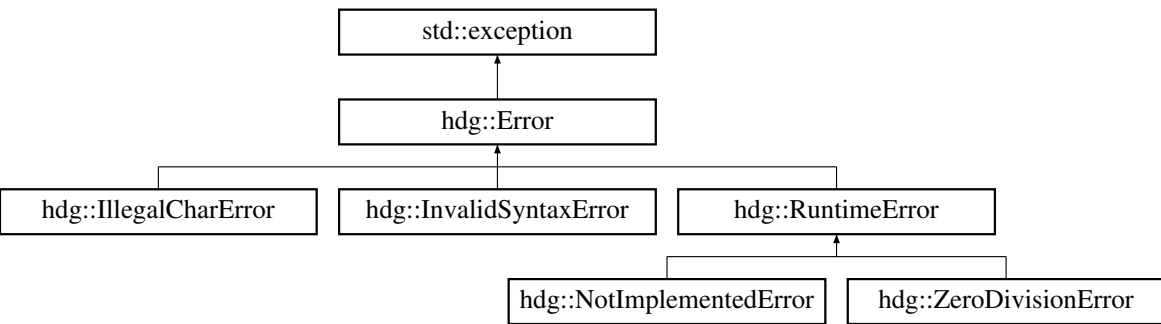 std::exception
hdg::Error
hdg::IllegalCharError
hdg::InvalidSyntaxError
hdg::RuntimeError
hdg::NotImplementedError
hdg::ZeroDivisionError